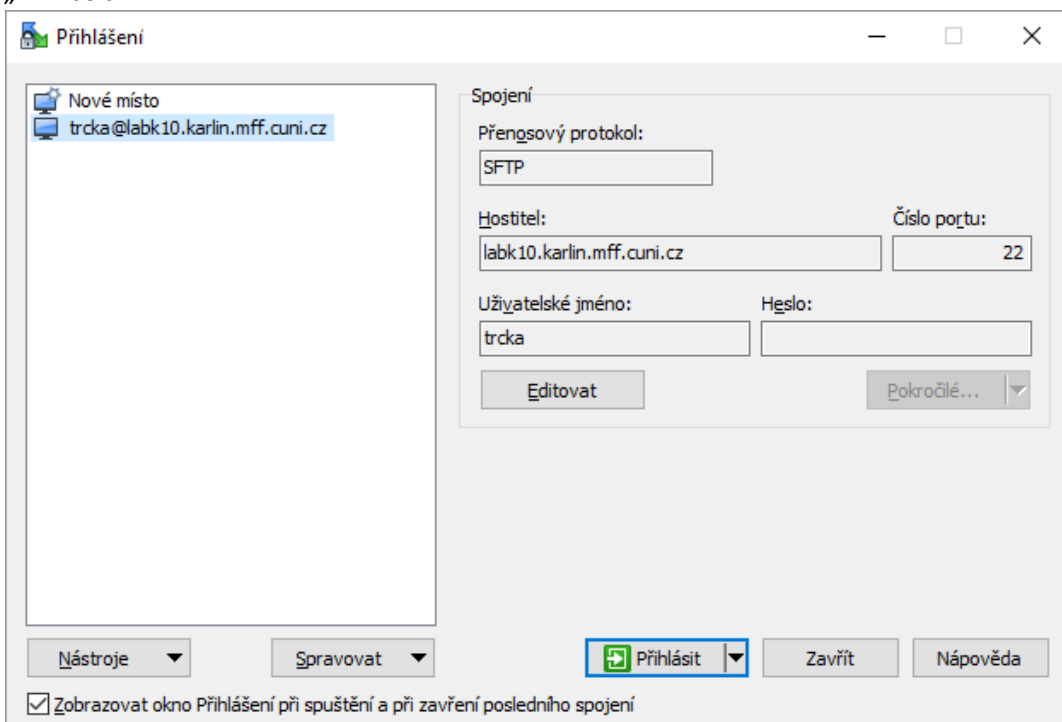 Přihlášení
Nové místo
trcka@labk10.karlin.mff.cuni.cz
Spojení
Přenosový protokol:
SFTP
Hostitel:
Číslo portu:
labk10.karlin.mff.cuni.cz
22
Uživatelské jméno:
Heslo:
trcka
Editovat
Pokročilé...
Nástroje
Spravovat
Přihlásit
Zavřít
Nápověda
Zobrazovat okno Přihlášení při spuštění a při zavření posledního spojení